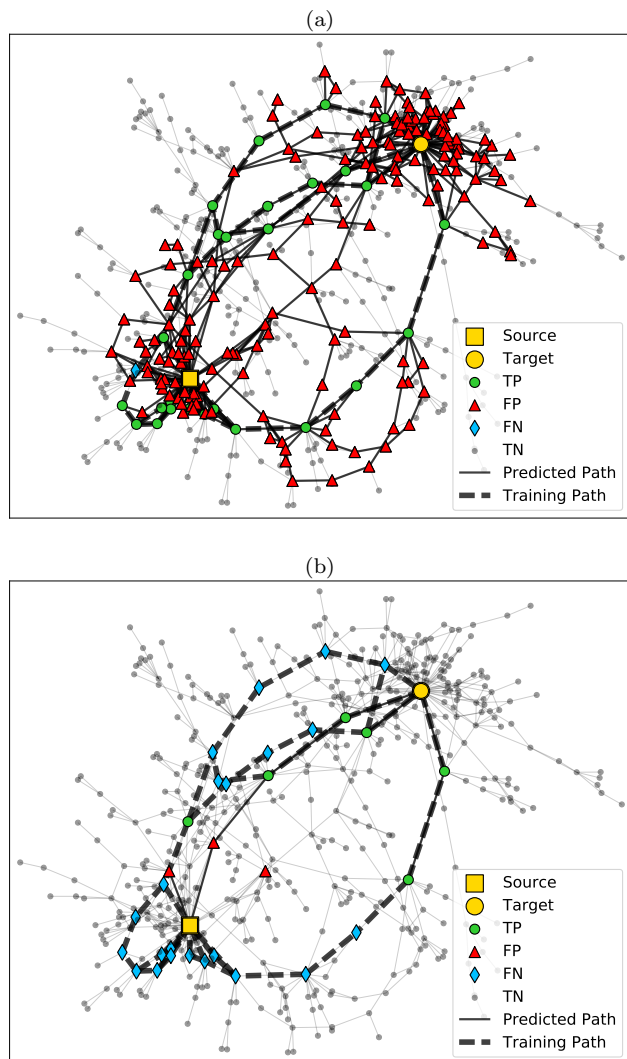 (a)
Source
Target
TP
FP
FN
TN
Predicted Path
Training Path
(b)
Source
Target
TP
FP
FN
TN
Predicted Path
Training Path